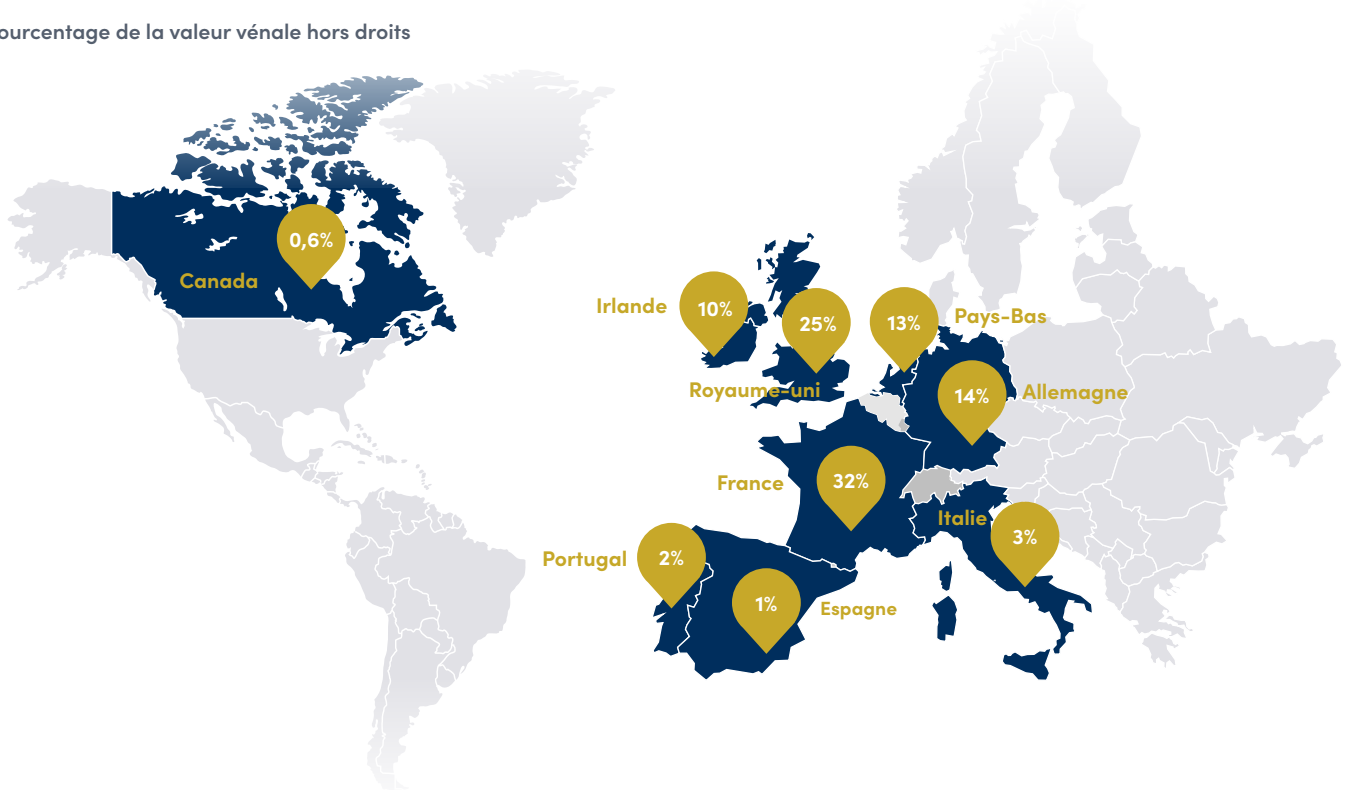 ourcentage de la valeur vénale hors droits
0,6%
Canada
Irlande
10%
25%
Royaume-uni
13%
Pays-Bas
14%
Allemagne
France
32%
Italie
3%
Portugal
2%
1%
Espagne